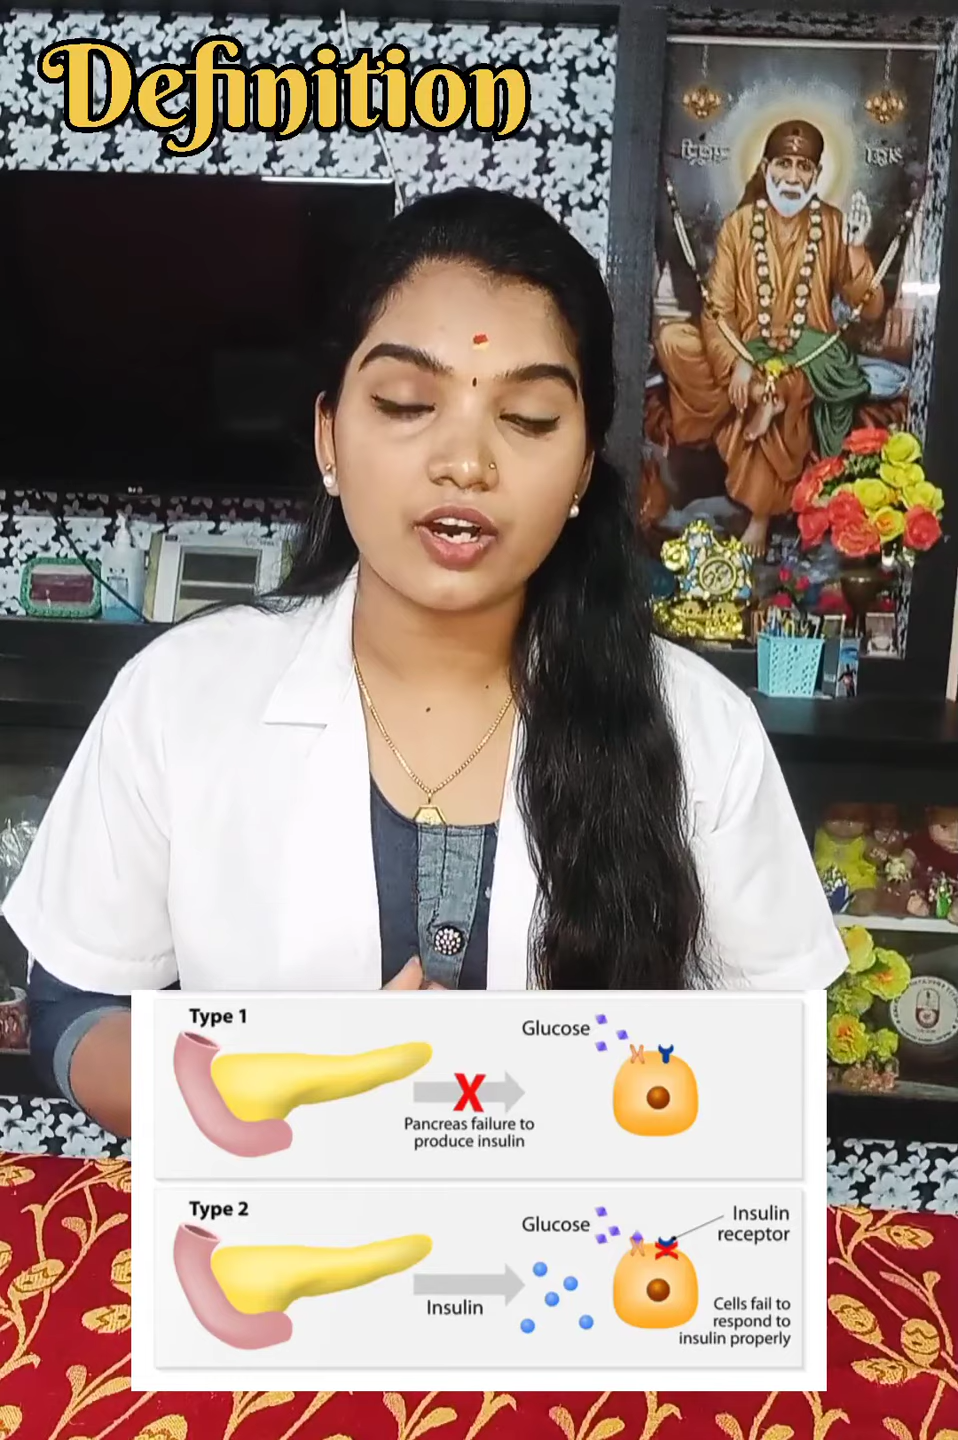 Definition
Type 1
Glucose
Pancreas failure to
produce insulin
Type 2
Glucose
Insulin
receptor
Insulin
Cells fail to
respond to
insulin properly